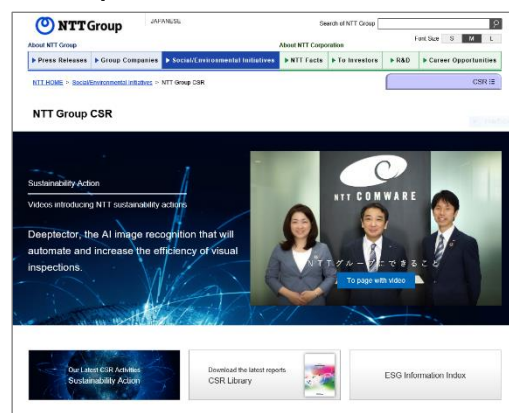 NTT Group
JAPANESE
Search of NTT Group
Font Size S M L
About NTT Group
About NTT Corporation
Press Releases
Group Companies
Social/Environmental Initiatives
NTT Facts
To Investors
R&D
Career Opportunities
NTT HOME > Social/Environmental Initiatives > NTT Group CSR
CSR
NTT Group CSR
Sustainability Action
Videos introducing NTT sustainability actions
Deeptector, the AI image recognition that will
automate and increase the efficiency of visual
inspections.
NTT COMWARE
NTTグループにできること
To page with video
Our Latest CSR Activities
Sustainability Action
Download the latest reports
CSR Library
ESG Information Index